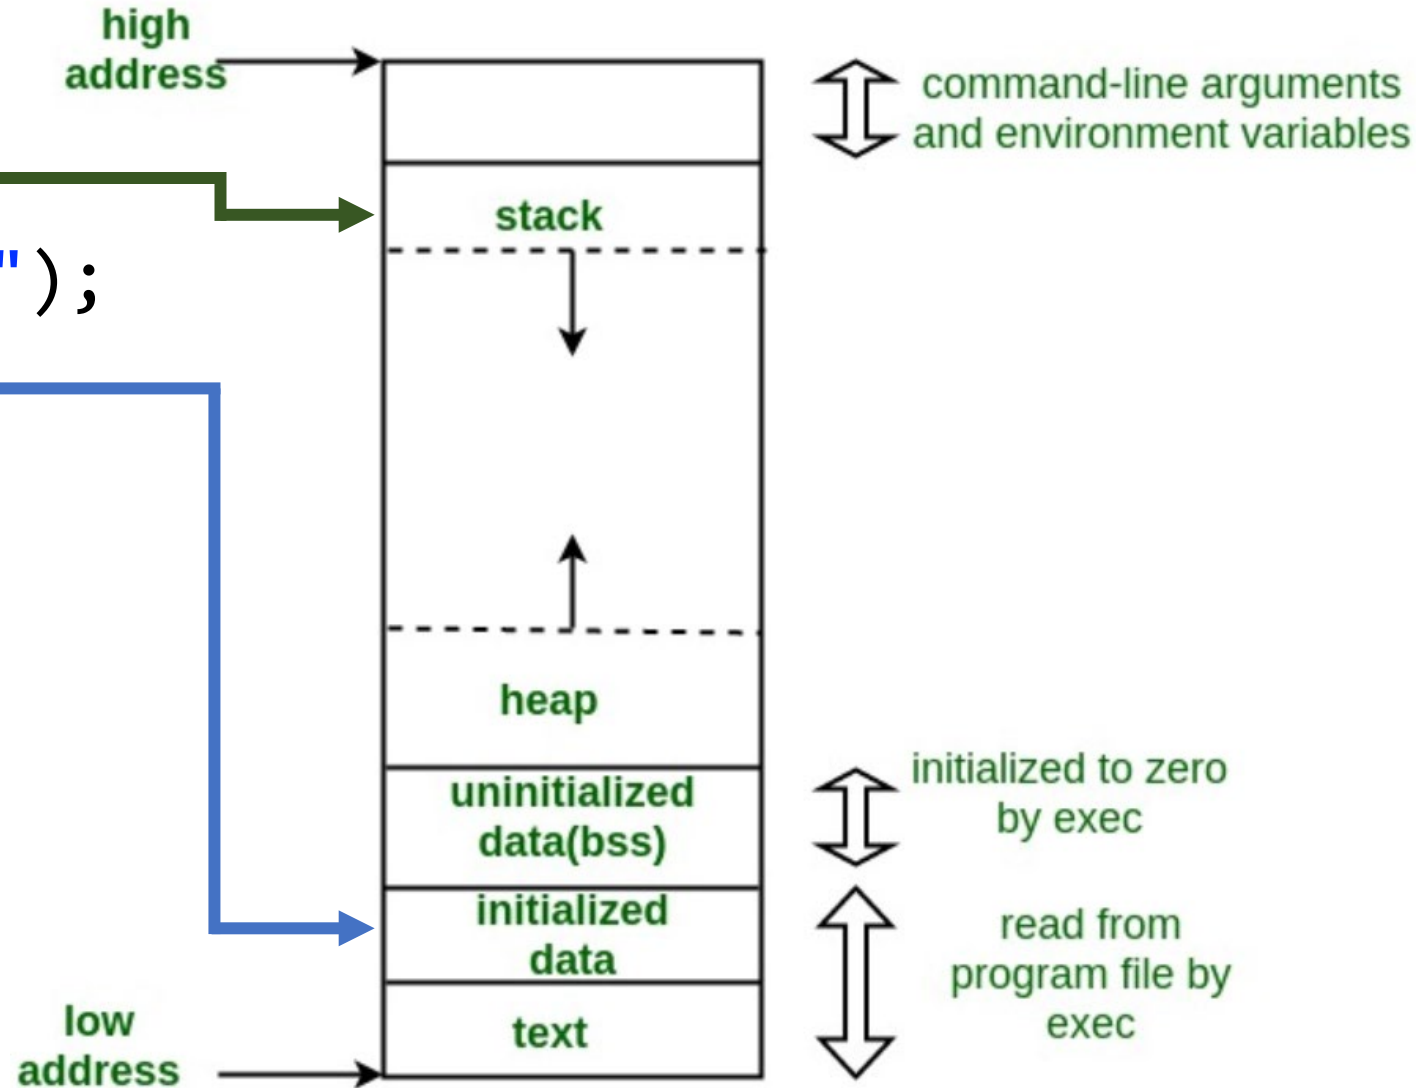 high
address
command-line arguments
and environment variables
stack
");
heap
uninitialized
data(bss)
initialized to zero
by exec
initialized
data
read from
program file by
exec
text
low
address